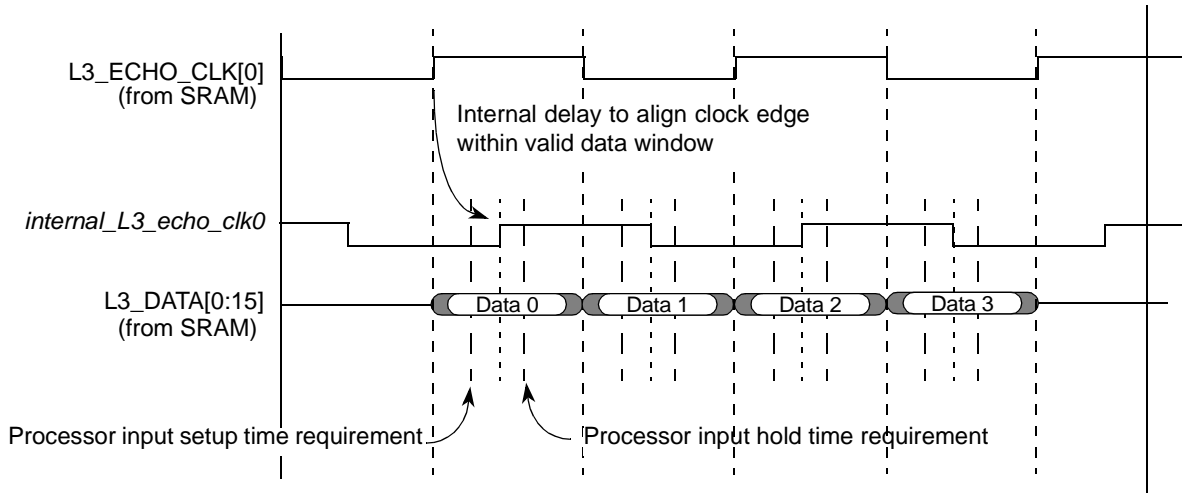 L3_ECHO_CLK[0]
(from SRAM)
Internal delay to align clock edge
within valid data window
internal_L3_echo_clk0
L3_DATA[0:15]
(from SRAM)
Data 0
Data 1
Data 2
Data 3
Processor input setup time requirement
Processor input hold time requirement